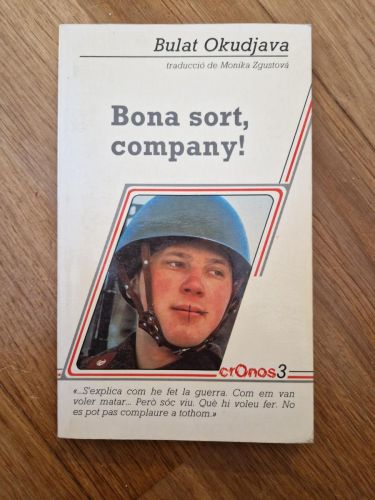 Bulat Okudjava
traducció de Monika Zgustová
Bona sort,
company!
crOnos3
«...S'explica com he fet la guerra. Com em van
voler matar... Però sóc viu. Què hi voleu fer. No
es pot pas complaure a tothom.»